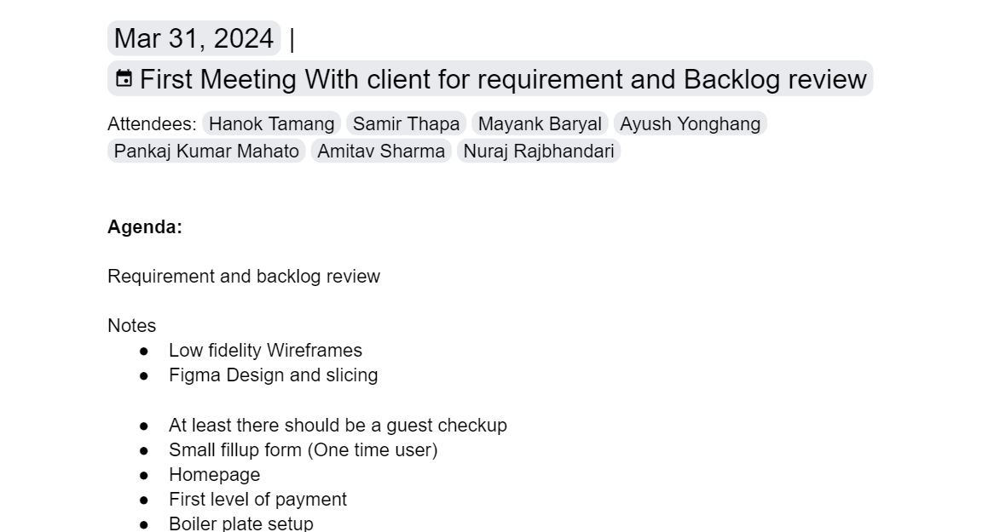 Mar 31, 2024 |
First Meeting With client for requirement and Backlog review
Attendees: Hanok Tamang Samir Thapa Mayank Baryal Ayush Yonghang
Pankaj Kumar Mahato Amitav Sharma Nuraj Rajbhandari
Agenda:
Requirement and backlog review
Notes
● Low fidelity Wireframes
● Figma Design and slicing
● At least there should be a guest checkup
● Small fillup form (One time user)
● Homepage
● First level of payment
● Boiler plate setup